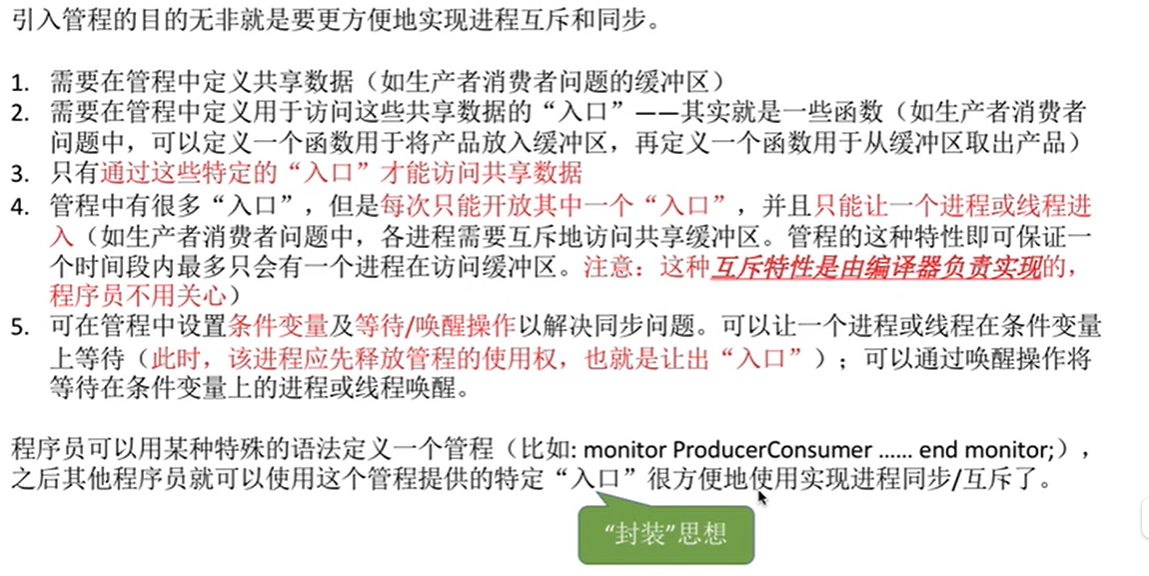 引入管程的目的无非就是要更方便地实现进程互斥和同步。
1. 需要在管程中定义共享数据（如生产者消费者问题的缓冲区）
2. 需要在管程中定义用于访问这些共享数据的“入口”——其实就是一些函数（如生产者消费者
问题中，可以定义一个函数用于将产品放入缓冲区，再定义一个函数用于从缓冲区取出产品）
3. 只有通过这些特定的“入口”才能访问共享数据
4. 管程中有很多“入口”，但是每次只能开放其中一个“入口”，并且只能让一个进程或线程进
入（如生产者消费者问题中，各进程需要互斥地访问共享缓冲区。管程的这种特性即可保证一
个时间段内最多只会有一个进程在访问缓冲区。注意：这种互斥特性是由编译器负责实现的，
程序员不用关心）
5. 可在管程中设置条件变量及等待/唤醒操作以解决同步问题。可以让一个进程或线程在条件变量
上等待（此时，该进程应先释放管程的使用权，也就是让出“入口”）；可以通过唤醒操作将
等待在条件变量上的进程或线程唤醒。
程序员可以用某种特殊的语法定义一个管程（比如: monitor ProducerConsumer …… end monitor;），
之后其他程序员就可以使用这个管程提供的特定“入口”很方便地使用实现进程同步/互斥了。
“封装”思想